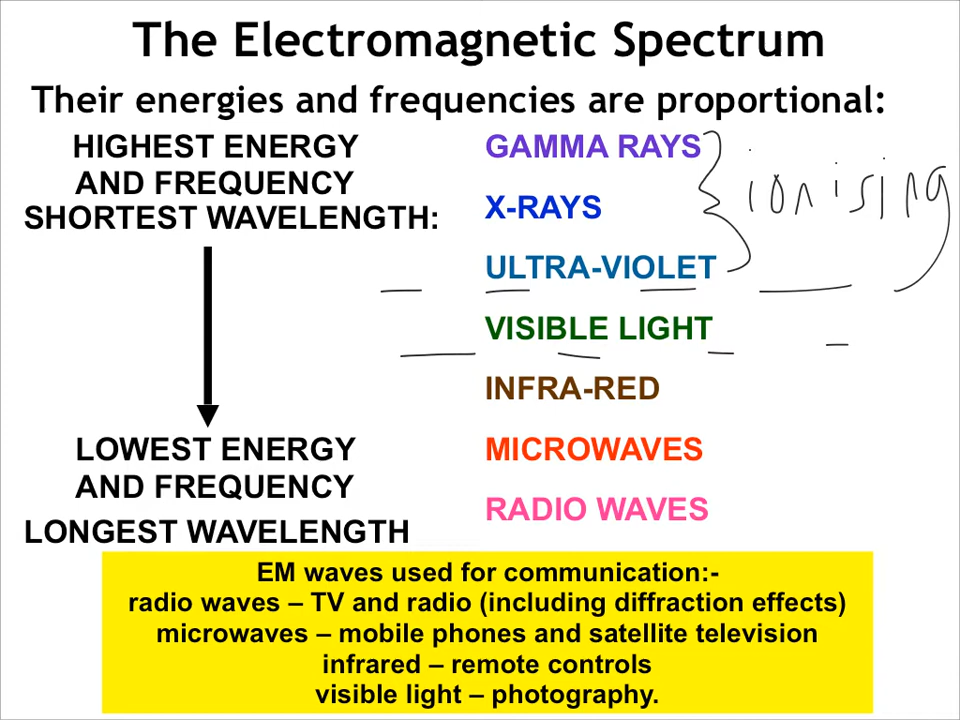 The Electromagnetic Spectrum
Their energies and frequencies are proportional:
HIGHEST ENERGY
AND FREQUENCY
SHORTEST WAVELENGTH:
GAMMA RAYS
X-RAYS
ionising
ULTRA-VIOLET
VISIBLE LIGHT
INFRA-RED
LOWEST ENERGY
AND FREQUENCY
LONGEST WAVELENGTH
MICROWAVES
RADIO WAVES
EM waves used for communication:-
radio waves – TV and radio (including diffraction effects)
microwaves – mobile phones and satellite television
infrared – remote controls
visible light – photography.